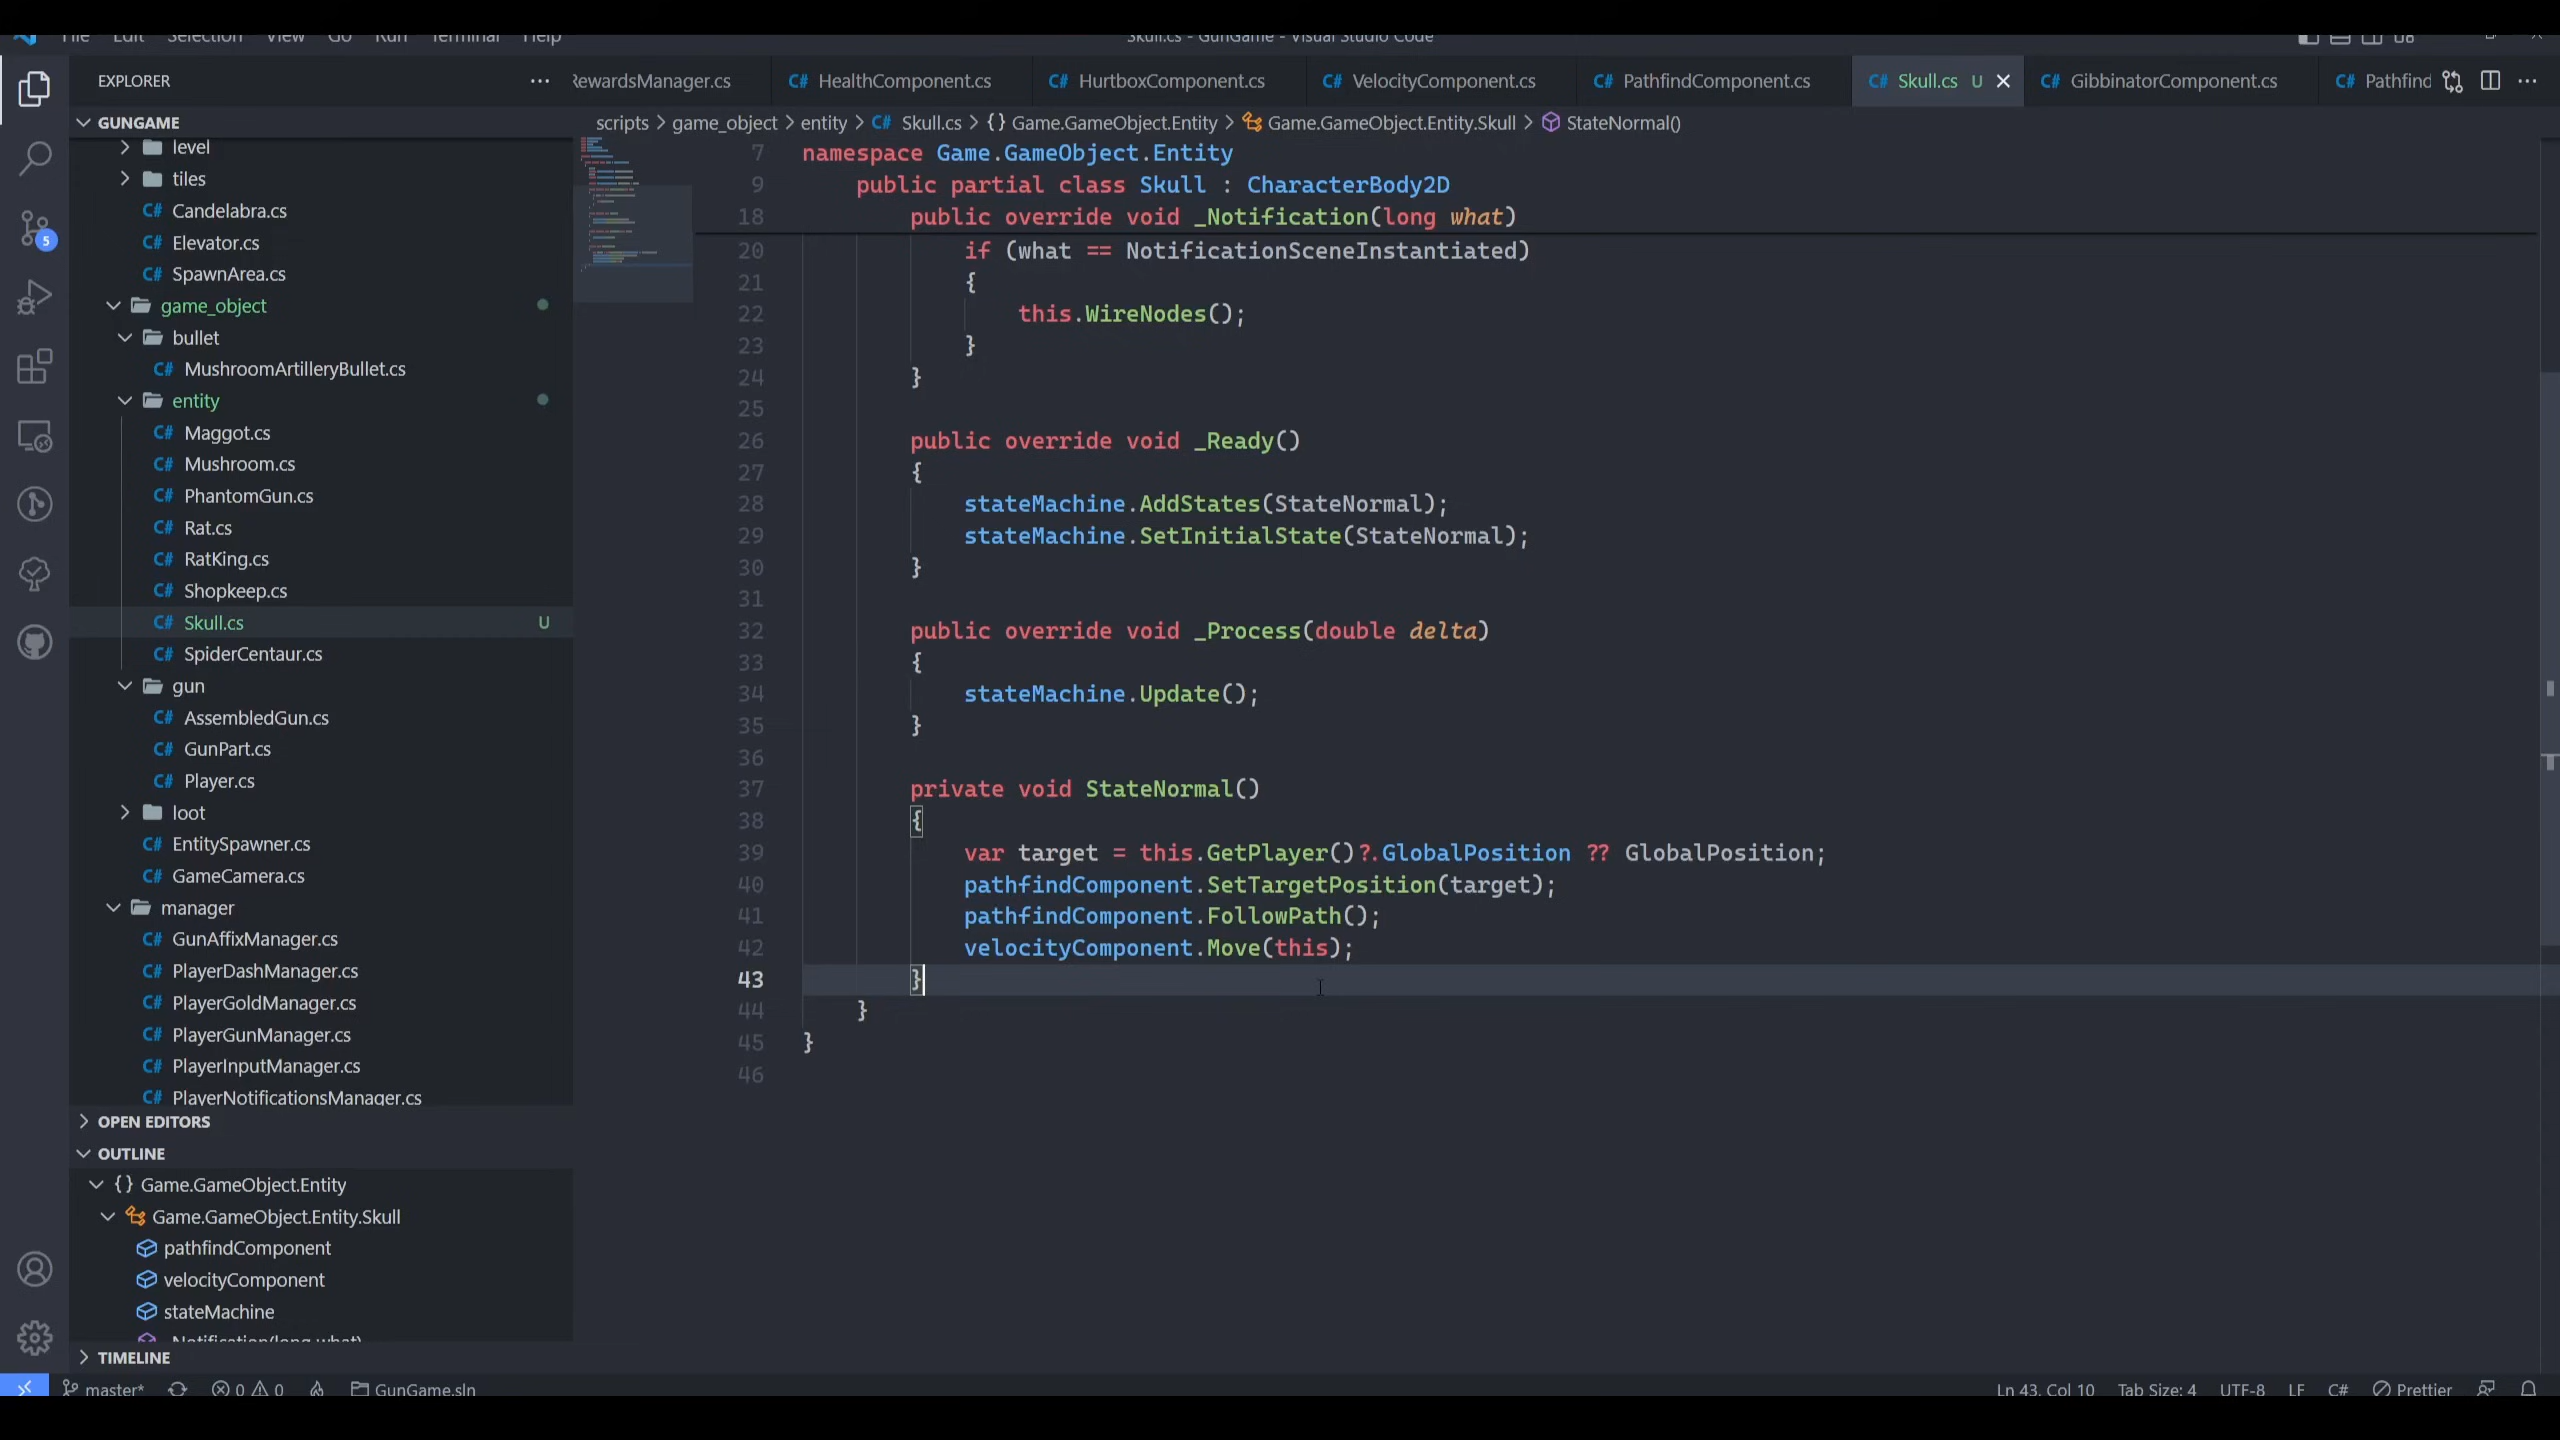 File Edit Selection View Go Run Terminal Help
Skull.cs - GunGame - Visual Studio Code
EXPLORER
RewardsManager.cs
C# HealthComponent.cs
C# HurtboxComponent.cs
C# VelocityComponent.cs
C# PathfindComponent.cs
C# Skull.cs U
C# GibbinatorComponent.cs
C# Pathfind
scripts > game_object > entity > C# Skull.cs > {} Game.GameObject.Entity > Game.GameObject.Entity.Skull > StateNormal()
GUNGAME
level
tiles
C# Candelabra.cs
C# Elevator.cs
C# SpawnArea.cs
game_object
bullet
C# MushroomArtilleryBullet.cs
entity
C# Maggot.cs
C# Mushroom.cs
C# PhantomGun.cs
C# Rat.cs
C# RatKing.cs
C# Shopkeep.cs
C# Skull.cs U
C# SpiderCentaur.cs
gun
C# AssembledGun.cs
C# GunPart.cs
C# Player.cs
loot
C# EntitySpawner.cs
C# GameCamera.cs
manager
C# GunAffixManager.cs
C# PlayerDashManager.cs
C# PlayerGoldManager.cs
C# PlayerGunManager.cs
C# PlayerInputManager.cs
C# PlayerNotificationsManager.cs
OPEN EDITORS
OUTLINE
{} Game.GameObject.Entity
Game.GameObject.Entity.Skull
pathfindComponent
velocityComponent
stateMachine
_Notification(long what)
TIMELINE
5
7 namespace Game.GameObject.Entity
9 public partial class Skull : CharacterBody2D
18 public override void _Notification(long what)
20 if (what == NotificationSceneInstantiated)
21 {
22 this.WireNodes();
23 }
24 }
25
26 public override void _Ready()
27 {
28 stateMachine.AddStates(StateNormal);
29 stateMachine.SetInitialState(StateNormal);
30 }
31
32 public override void _Process(double delta)
33 {
34 stateMachine.Update();
35 }
36
37 private void StateNormal()
38 {
39 var target = this.GetPlayer()?.GlobalPosition ?? GlobalPosition;
40 pathfindComponent.SetTargetPosition(target);
41 pathfindComponent.FollowPath();
42 velocityComponent.Move(this);
43 }
44 }
45 }
46
master* 0 0 GunGame.sln
Ln 43, Col 10 Tab Size: 4 UTF-8 LF C# Prettier